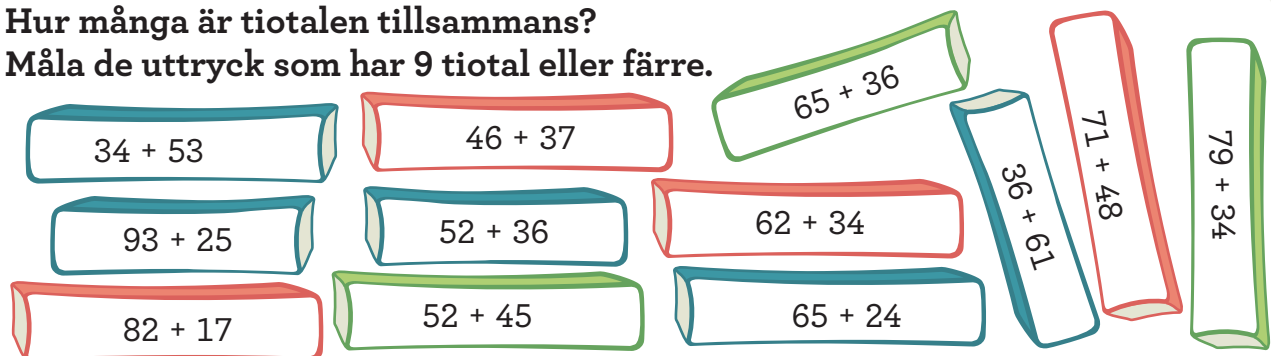 Hur många är tiotalen tillsammans?
Måla de uttryck som har 9 tiotal eller färre.
34 + 53
46 + 37
65 + 36
71 + 48
79 + 34
36 + 61
93 + 25
52 + 36
62 + 34
82 + 17
52 + 45
65 + 24